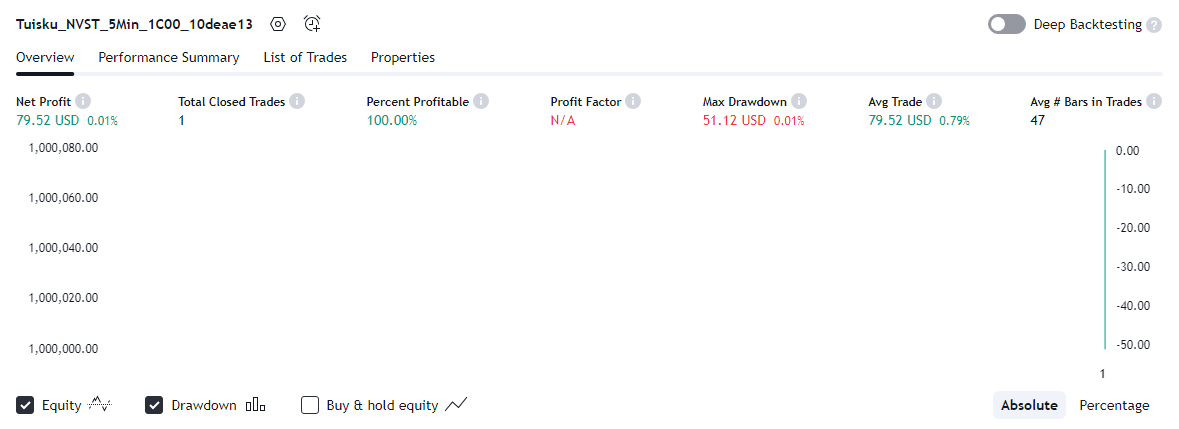 Tuisku_NVST_5Min_1C00_10deae13
Deep Backtesting ?
Overview Performance Summary List of Trades Properties
Net Profit Total Closed Trades Percent Profitable Profit Factor Max Drawdown Avg Trade Avg # Bars in Trades
79.52 USD 0.01% 1 100.00% N/A 51.12 USD 0.01% 79.52 USD 0.79% 47
1,000,080.00
1,000,060.00
1,000,040.00
1,000,020.00
1,000,000.00
0.00
-10.00
-20.00
-30.00
-40.00
-50.00
1
Equity Drawdown Buy & hold equity Absolute Percentage